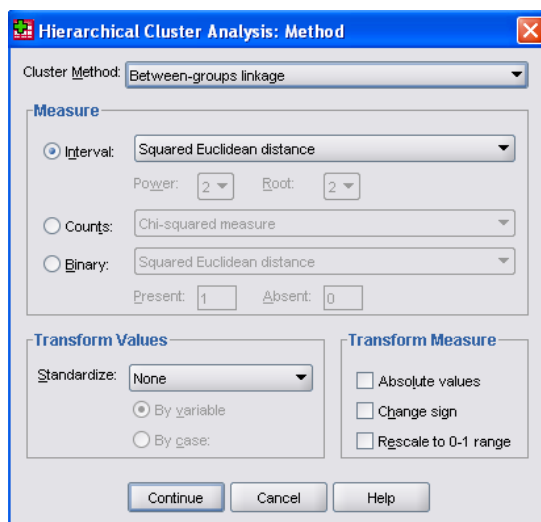 Hierarchical Cluster Analysis: Method
Cluster Method: Between-groups linkage
Measure
Interval: Squared Euclidean distance
Power: 2 Root: 2
Counts: Chi-squared measure
Binary: Squared Euclidean distance
Present: 1 Absent: 0
Transform Values
Standardize: None
By variable
By case:
Transform Measure
Absolute values
Change sign
Rescale to 0-1 range
Continue Cancel Help